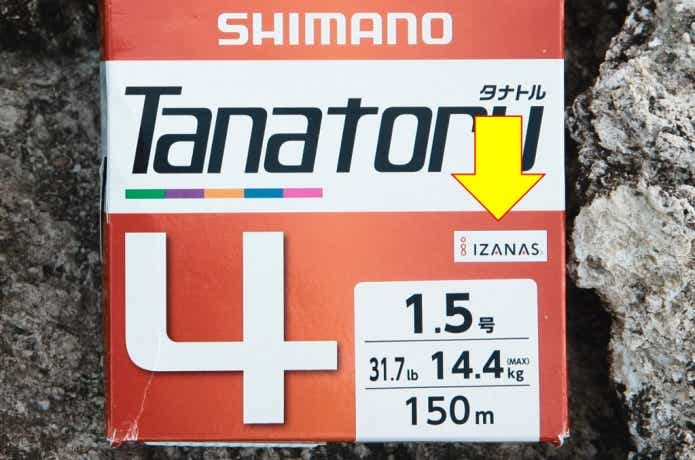 SHIMANO
タナトル
Tanatoru
IZANAS
4
1.5号
31.7lb 14.4(MAX)kg
150m